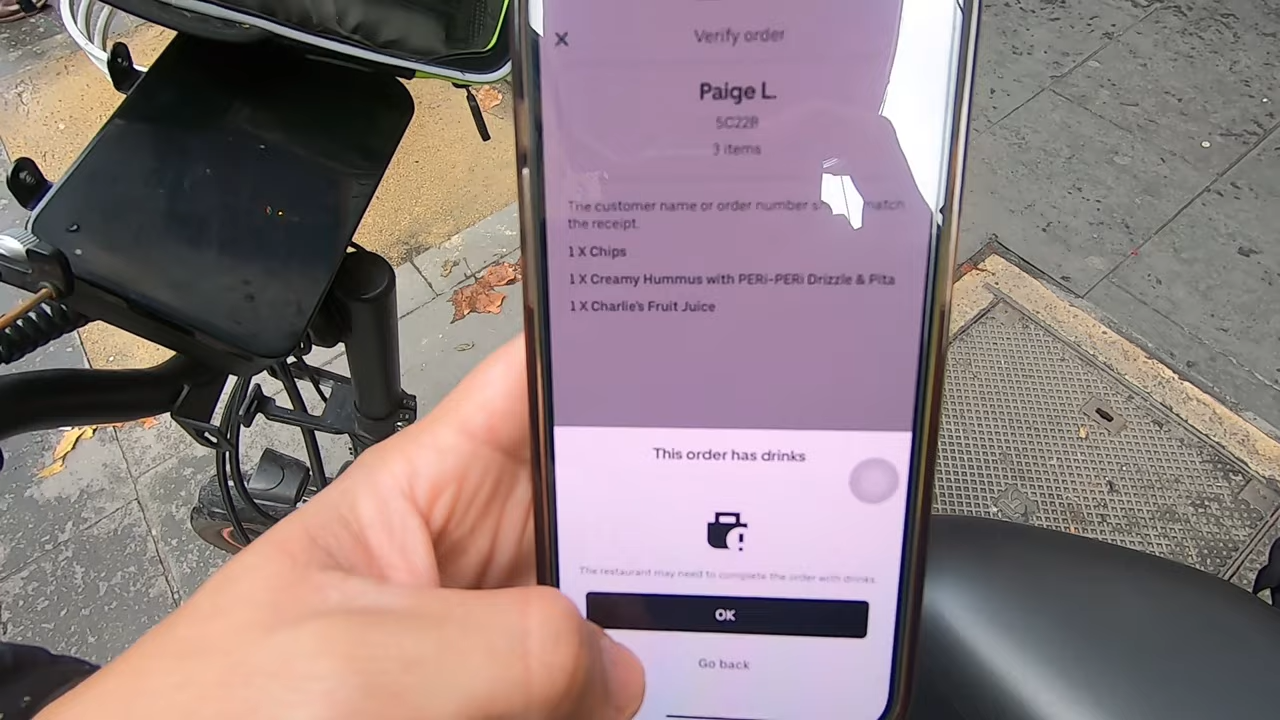 Verify order
Paige L.
5C22B
3 items
The customer name or order number match
the receipt.
1 X Chips
1 X Creamy Hummus with PERi-PERi Drizzle & Pita
1 X Charlie's Fruit Juice
This order has drinks
The restaurant may need to complete the order with drinks.
OK
Go back